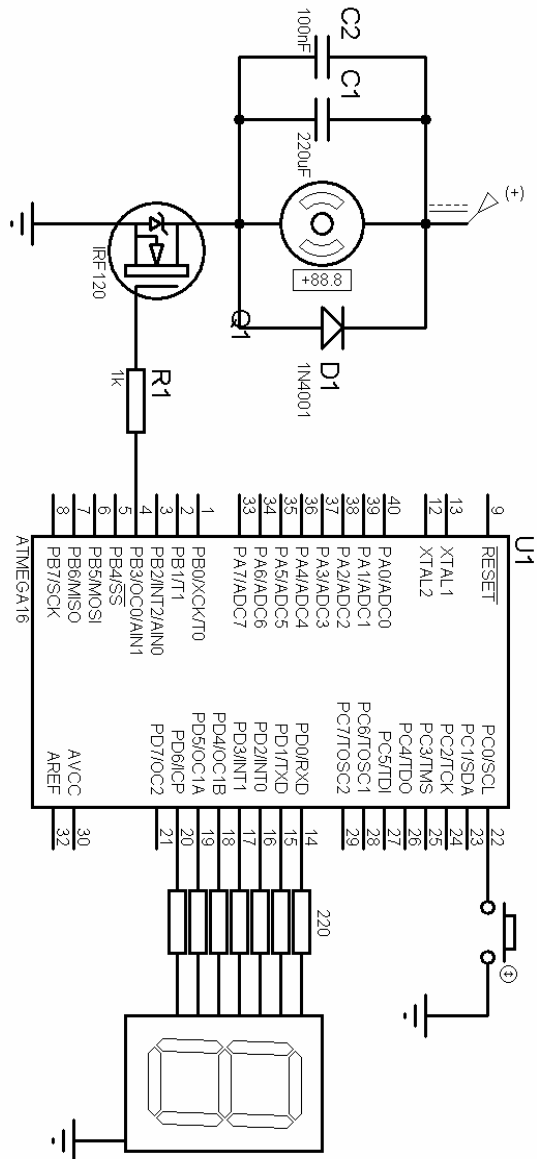 C2
100nF
C1
220uF
(+)
+88.8
IRF120
Q1
D1
1N4001
R1
1k
U1
9
RESET
13
XTAL1
12
XTAL2
40
PA0/ADC0
39
PA1/ADC1
38
PA2/ADC2
37
PA3/ADC3
36
PA4/ADC4
35
PA5/ADC5
34
PA6/ADC6
33
PA7/ADC7
1
PB0/XCK/T0
2
PB1/T1
3
PB2/INT2/AIN0
4
PB3/OC0/AIN1
5
PB4/SS
6
PB5/MOSI
7
PB6/MISO
8
PB7/SCK
ATMEGA16
PC0/SCL
22
PC1/SDA
23
PC2/TCK
24
PC3/TMS
25
PC4/TDO
26
PC5/TDI
27
PC6/TOSC1
28
PC7/TOSC2
29
PD0/RXD
14
PD1/TXD
15
PD2/INT0
16
PD3/INT1
17
PD4/OC1B
18
PD5/OC1A
19
PD6/ICP
20
PD7/OC2
21
AVCC
30
AREF
32
220